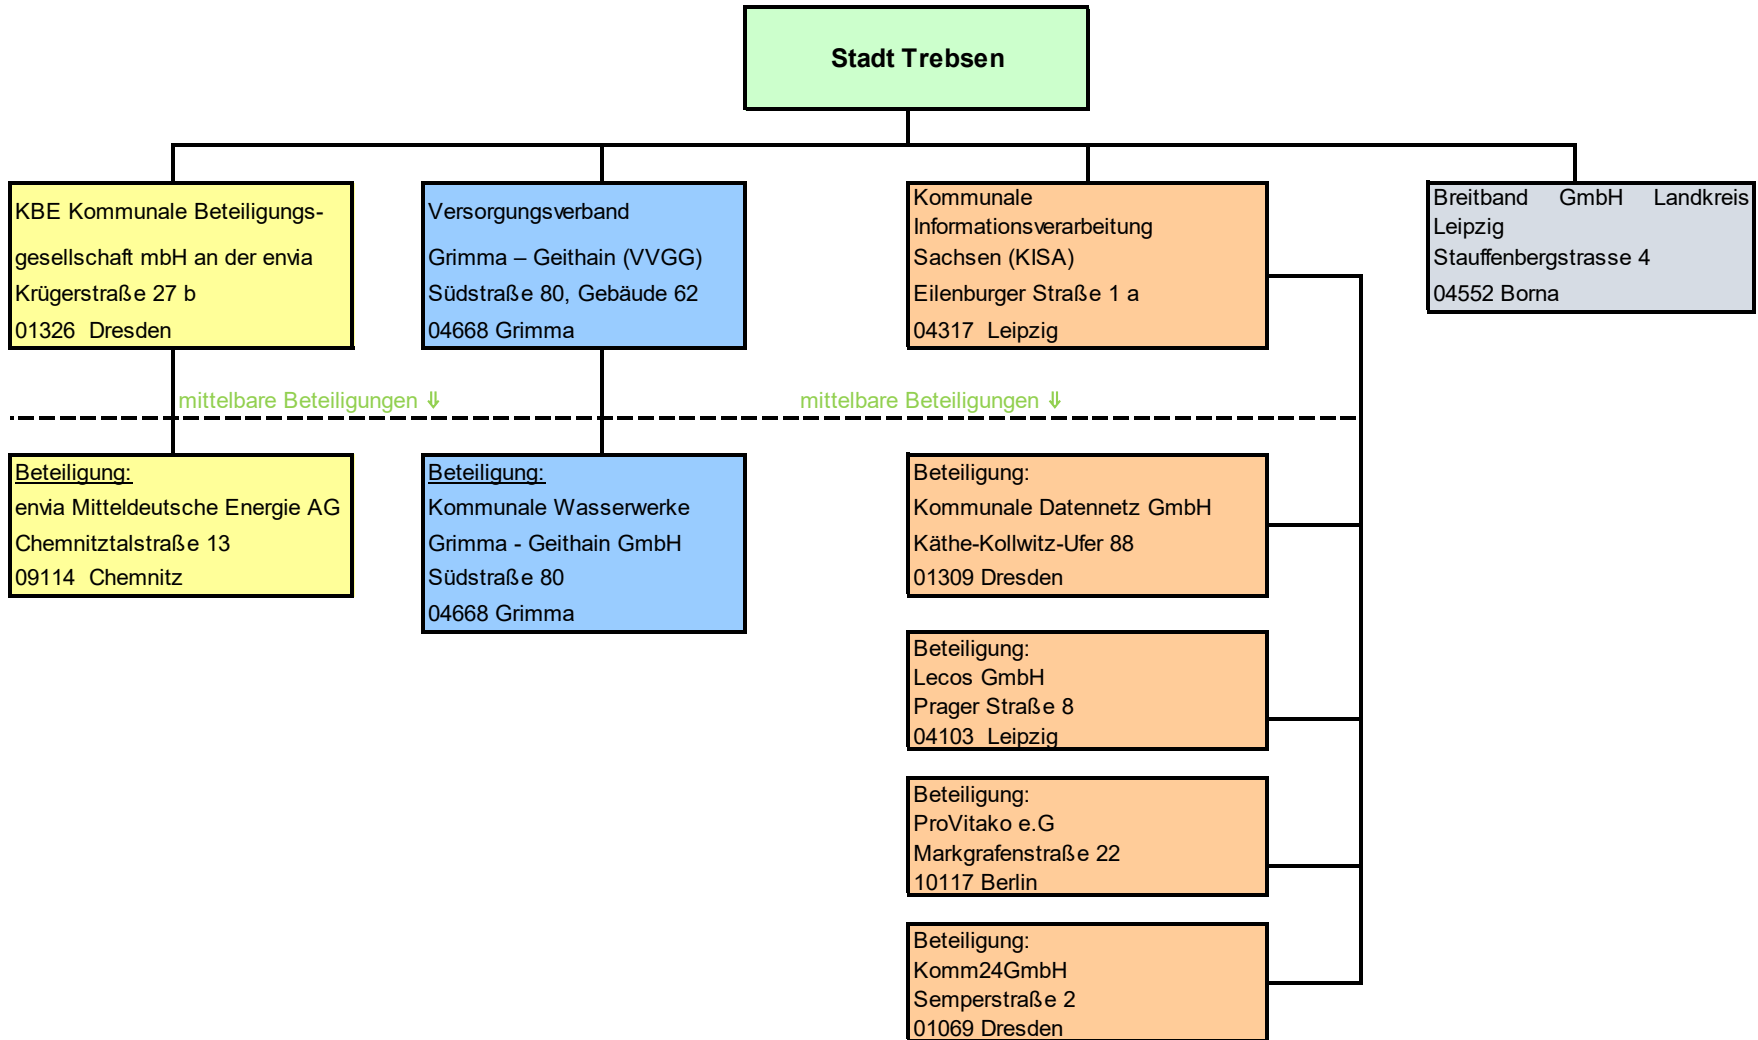 Stadt Trebsen
KBE Kommunale Beteiligungs-
gesellschaft mbH an der envia
Krügerstraße 27 b
01326 Dresden
Versorgungsverband
Grimma – Geithain (VVGG)
Südstraße 80, Gebäude 62
04668 Grimma
Kommunale
Informationsverarbeitung
Sachsen (KISA)
Eilenburger Straße 1 a
04317 Leipzig
Breitband GmbH Landkreis
Leipzig
Stauffenbergstrasse 4
04552 Borna
mittelbare Beteiligungen ⇓
mittelbare Beteiligungen ⇓
Beteiligung:
envia Mitteldeutsche Energie AG
Chemnitztalstraße 13
09114 Chemnitz
Beteiligung:
Kommunale Wasserwerke
Grimma - Geithain GmbH
Südstraße 80
04668 Grimma
Beteiligung:
Kommunale Datennetz GmbH
Käthe-Kollwitz-Ufer 88
01309 Dresden
Beteiligung:
Lecos GmbH
Prager Straße 8
04103 Leipzig
Beteiligung:
ProVitako e.G
Markgrafenstraße 22
10117 Berlin
Beteiligung:
Komm24GmbH
Semperstraße 2
01069 Dresden